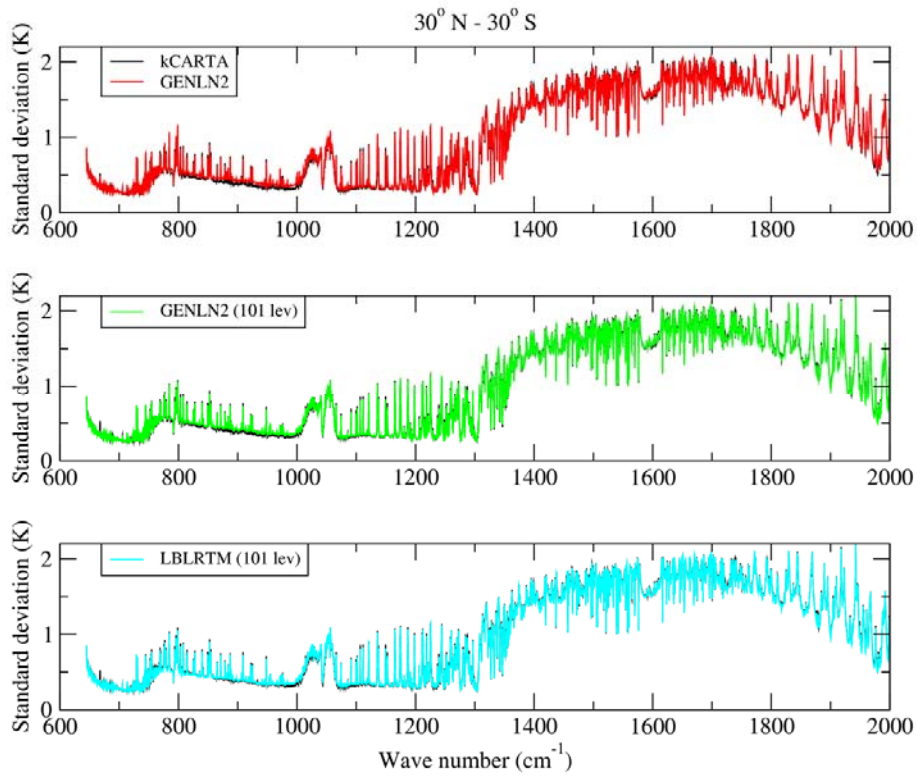 30° N - 30° S
Standard deviation (K)
2
1
0
kCARTA
GENLN2
600 800 1000 1200 1400 1600 1800 2000
Standard deviation (K)
2
1
0
GENLN2 (101 lev)
600 800 1000 1200 1400 1600 1800 2000
Standard deviation (K)
2
1
0
LBLRTM (101 lev)
600 800 1000 1200 1400 1600 1800 2000
Wave number (cm⁻¹)